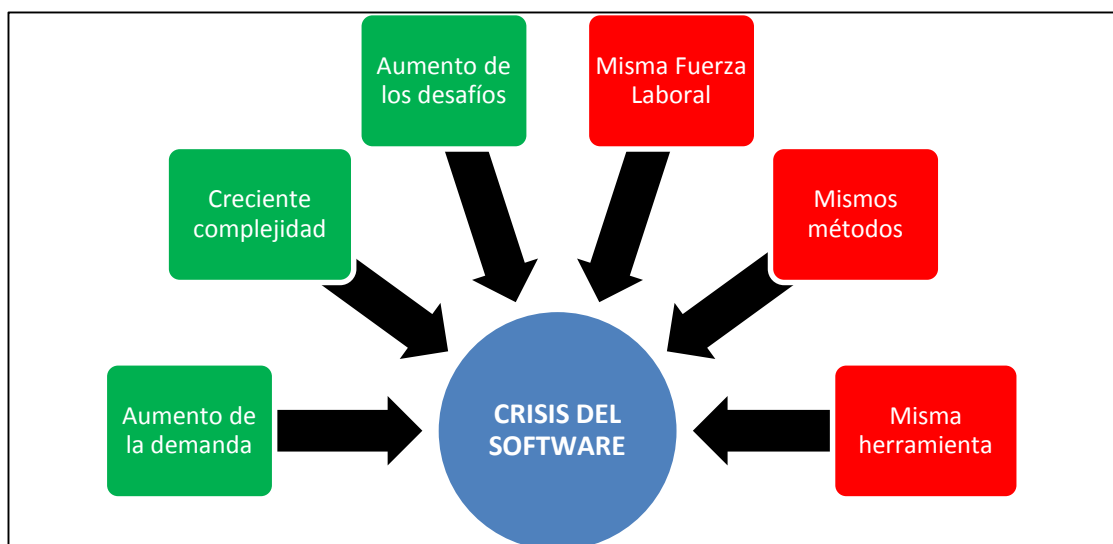 Aumento de
los desafíos
Misma Fuerza
Laboral
Creciente
complejidad
Mismos
métodos
Aumento de
la demanda
CRISIS DEL
SOFTWARE
Misma
herramienta